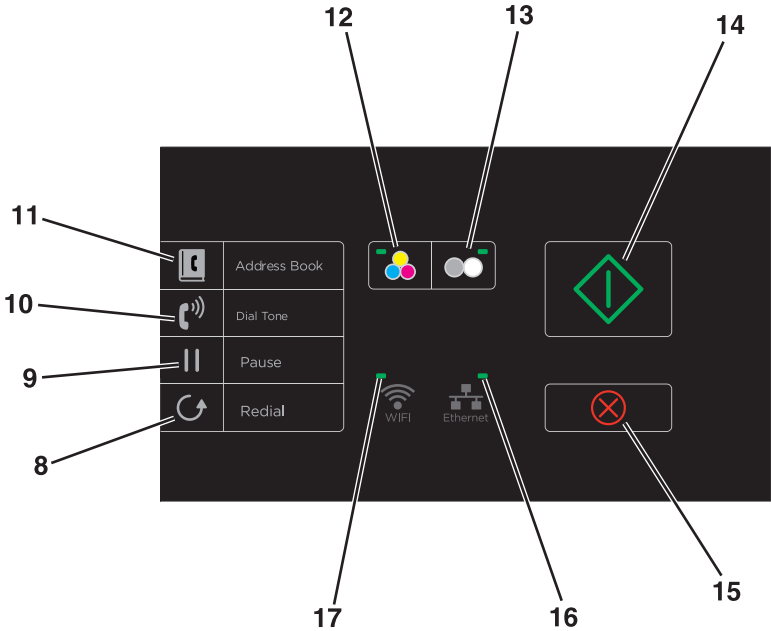 12
13
14
11
Address Book
10
Dial Tone
9
Pause
8
Redial
WIFI
Ethernet
15
17
16